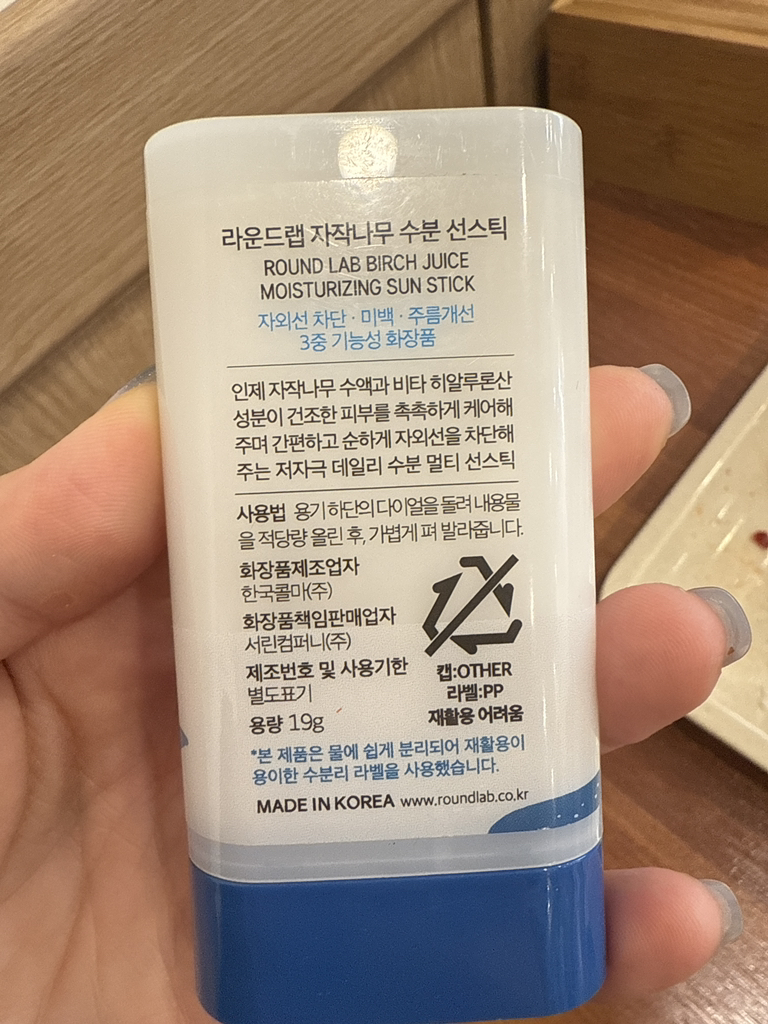 라운드랩 자작나무 수분 선스틱
ROUND LAB BIRCH JUICE
MOISTURIZING SUN STICK
자외선 차단 · 미백 · 주름개선
3중 기능성 화장품
인제 자작나무 수액과 비타 히알루론산
성분이 건조한 피부를 촉촉하게 케어해
주며 간편하고 순하게 자외선을 차단해
주는 저자극 데일리 수분 멀티 선스틱
사용법 용기 하단의 다이얼을 돌려 내용물
을 적당량 올린 후, 가볍게 펴 발라줍니다.
화장품제조업자
한국콜마(주)
화장품책임판매업자
서린컴퍼니(주)
제조번호 및 사용기한
별도표기
용량 19g
캡:OTHER
라벨:PP
재활용 어려움
*본 제품은 물에 쉽게 분리되어 재활용이
용이한 수분리 라벨을 사용했습니다.
MADE IN KOREA www.roundlab.co.kr